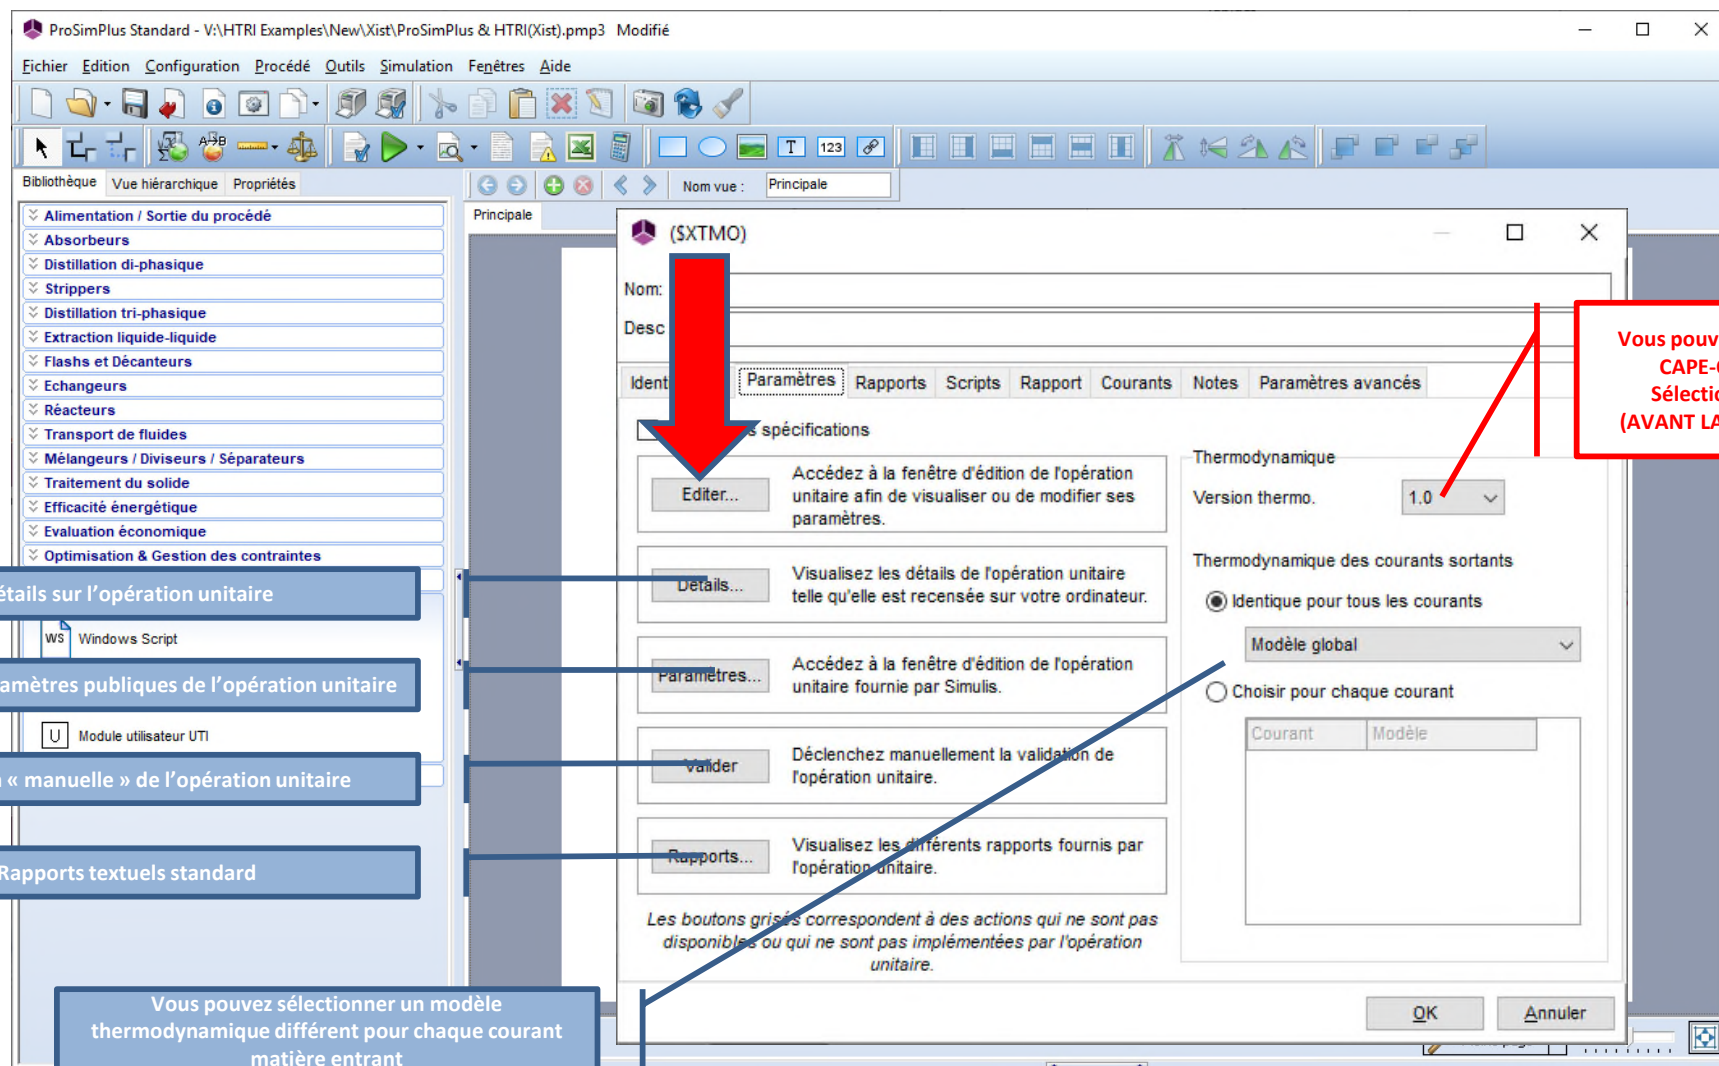 ProSimPlus Standard - V:\HTRI Examples\New\Xist\ProSimPlus & HTRI(Xist).pmp3 Modifié
Fichier Edition Configuration Procédé Outils Simulation Fenêtres Aide
Bibliothèque Vue hiérarchique Propriétés
Nom vue : Principale
Principale
Alimentation / Sortie du procédé
Absorbeurs
Distillation di-phasique
Strippers
Distillation tri-phasique
Extraction liquide-liquide
Flashs et Décanteurs
Echangeurs
Réacteurs
Transport de fluides
Mélangeurs / Diviseurs / Séparateurs
Traitement du solide
Efficacité énergétique
Evaluation économique
Optimisation & Gestion des contraintes
étails sur l'opération unitaire
WS Windows Script
amètres publiques de l'opération unitaire
U Module utilisateur UTI
« manuelle » de l'opération unitaire
Rapports textuels standard
Vous pouvez sélectionner un modèle
thermodynamique différent pour chaque courant
matière entrant
($XTMO)
Nom:
Desc
Ident Paramètres Rapports Scripts Rapport Courants Notes Paramètres avancés
spécifications
Editer...
Accédez à la fenêtre d'édition de l'opération
unitaire afin de visualiser ou de modifier ses
paramètres.
Détails...
Visualisez les détails de l'opération unitaire
telle qu'elle est recensée sur votre ordinateur.
Paramètres...
Accédez à la fenêtre d'édition de l'opération
unitaire fournie par Simulis.
Valider
Déclenchez manuellement la validation de
l'opération unitaire.
Rapports...
Visualisez les différents rapports fournis par
l'opération unitaire.
Les boutons grisés correspondent à des actions qui ne sont pas
disponibles ou qui ne sont pas implémentées par l'opération
unitaire.
Thermodynamique
Version thermo. 1.0
Thermodynamique des courants sortants
Identique pour tous les courants
Modèle global
Choisir pour chaque courant
Courant Modèle
OK Annuler
Vous pouv
CAPE-
Sélectio
(AVANT LA
T 123